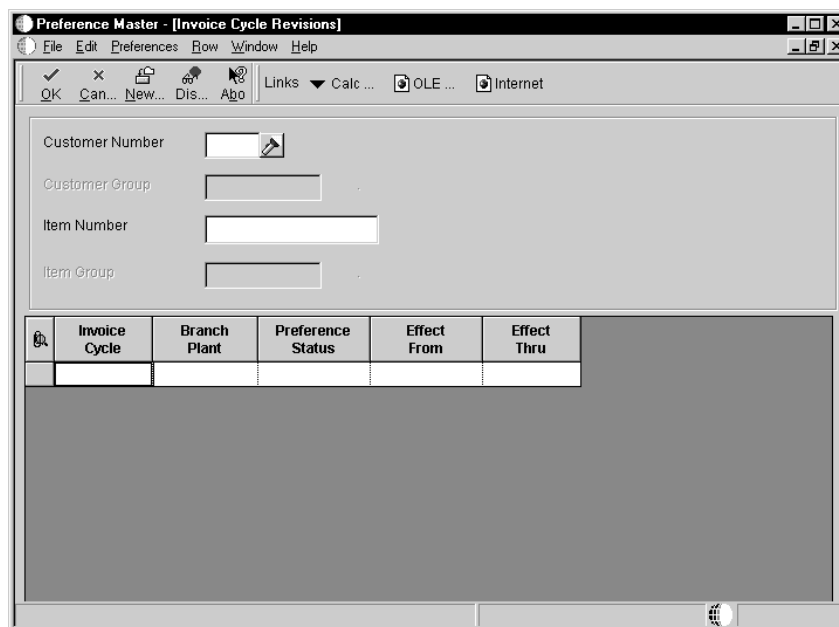 Preference Master - [Invoice Cycle Revisions]
File Edit Preferences Row Window Help
OK Can... New... Dis... Abo Links Calc ... OLE ... Internet
Customer Number
Customer Group .
Item Number
Item Group .
Invoice Cycle Branch Plant Preference Status Effect From Effect Thru